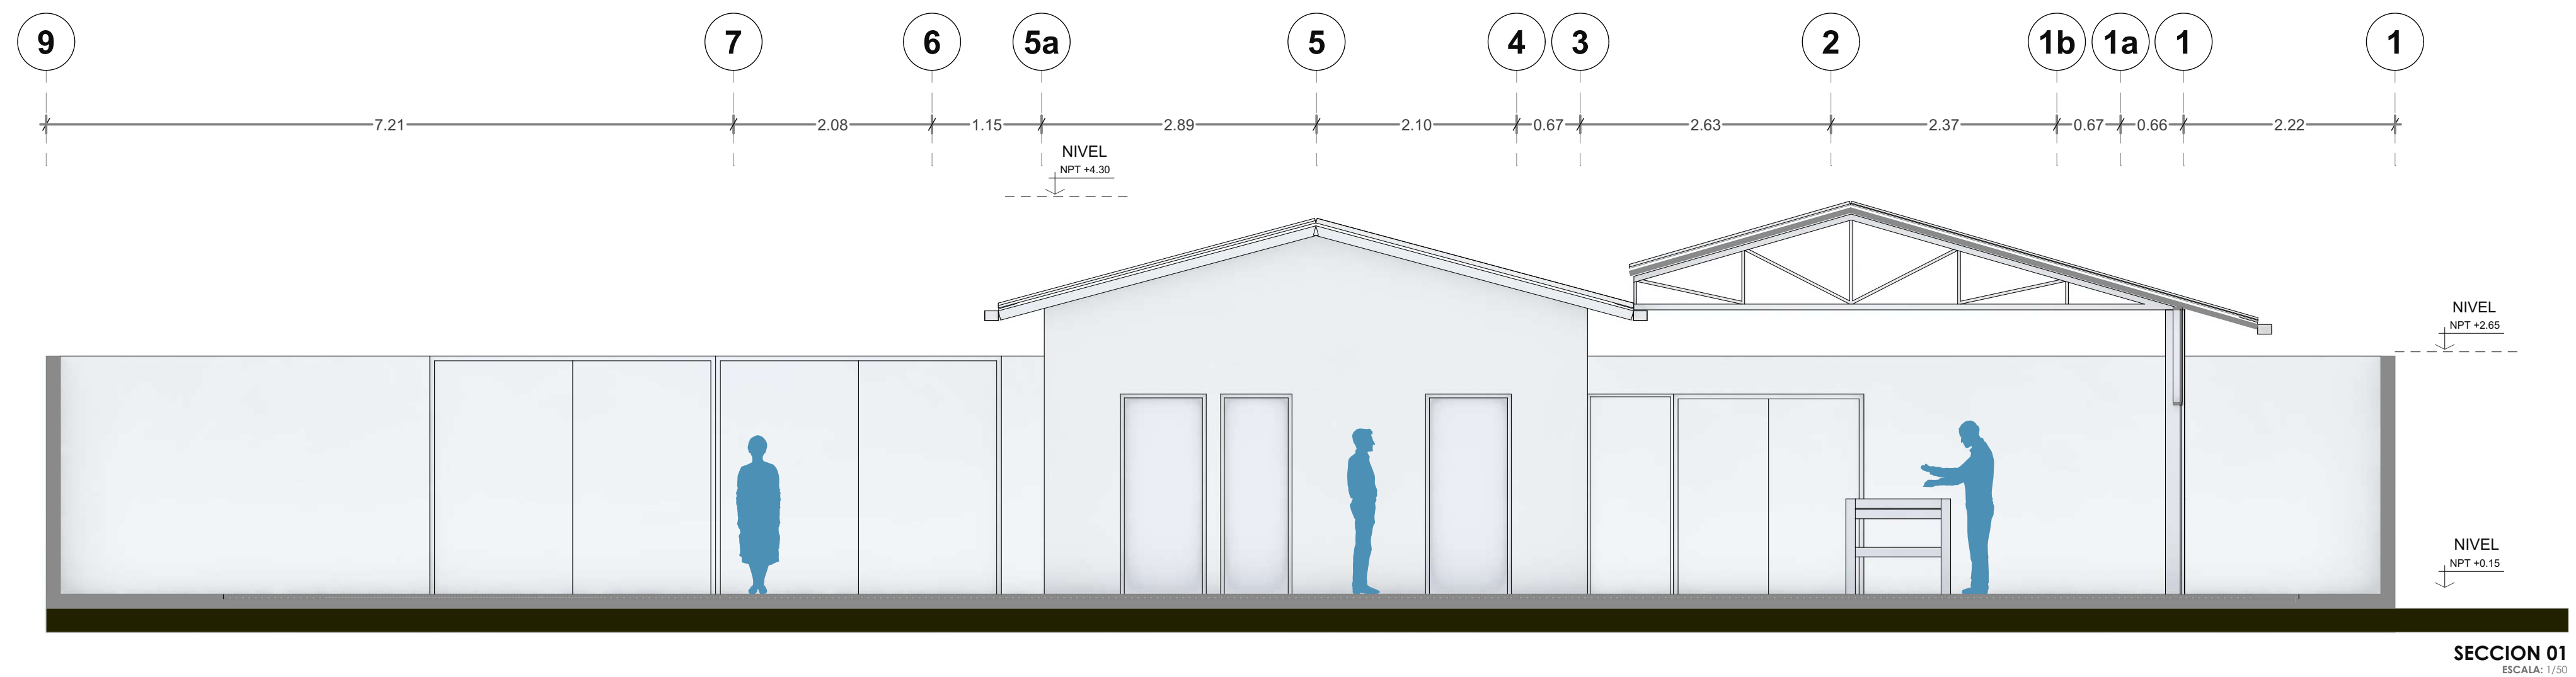 9 7 6 5a 5 4 3 2 1b 1a 1 1
7.21 2.08 1.15 2.89 2.10 0.67 2.63 2.37 0.67 0.66 2.22
NIVEL
NPT +4.30
NIVEL
NPT +2.65
NIVEL
NPT +0.15
SECCION 01
ESCALA: 1/50